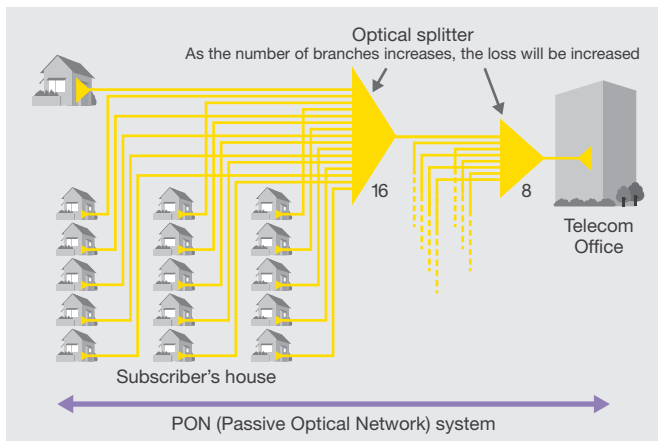 Optical splitter
As the number of branches increases, the loss will be increased
16
8
Telecom
Office
Subscriber's house
PON (Passive Optical Network) system